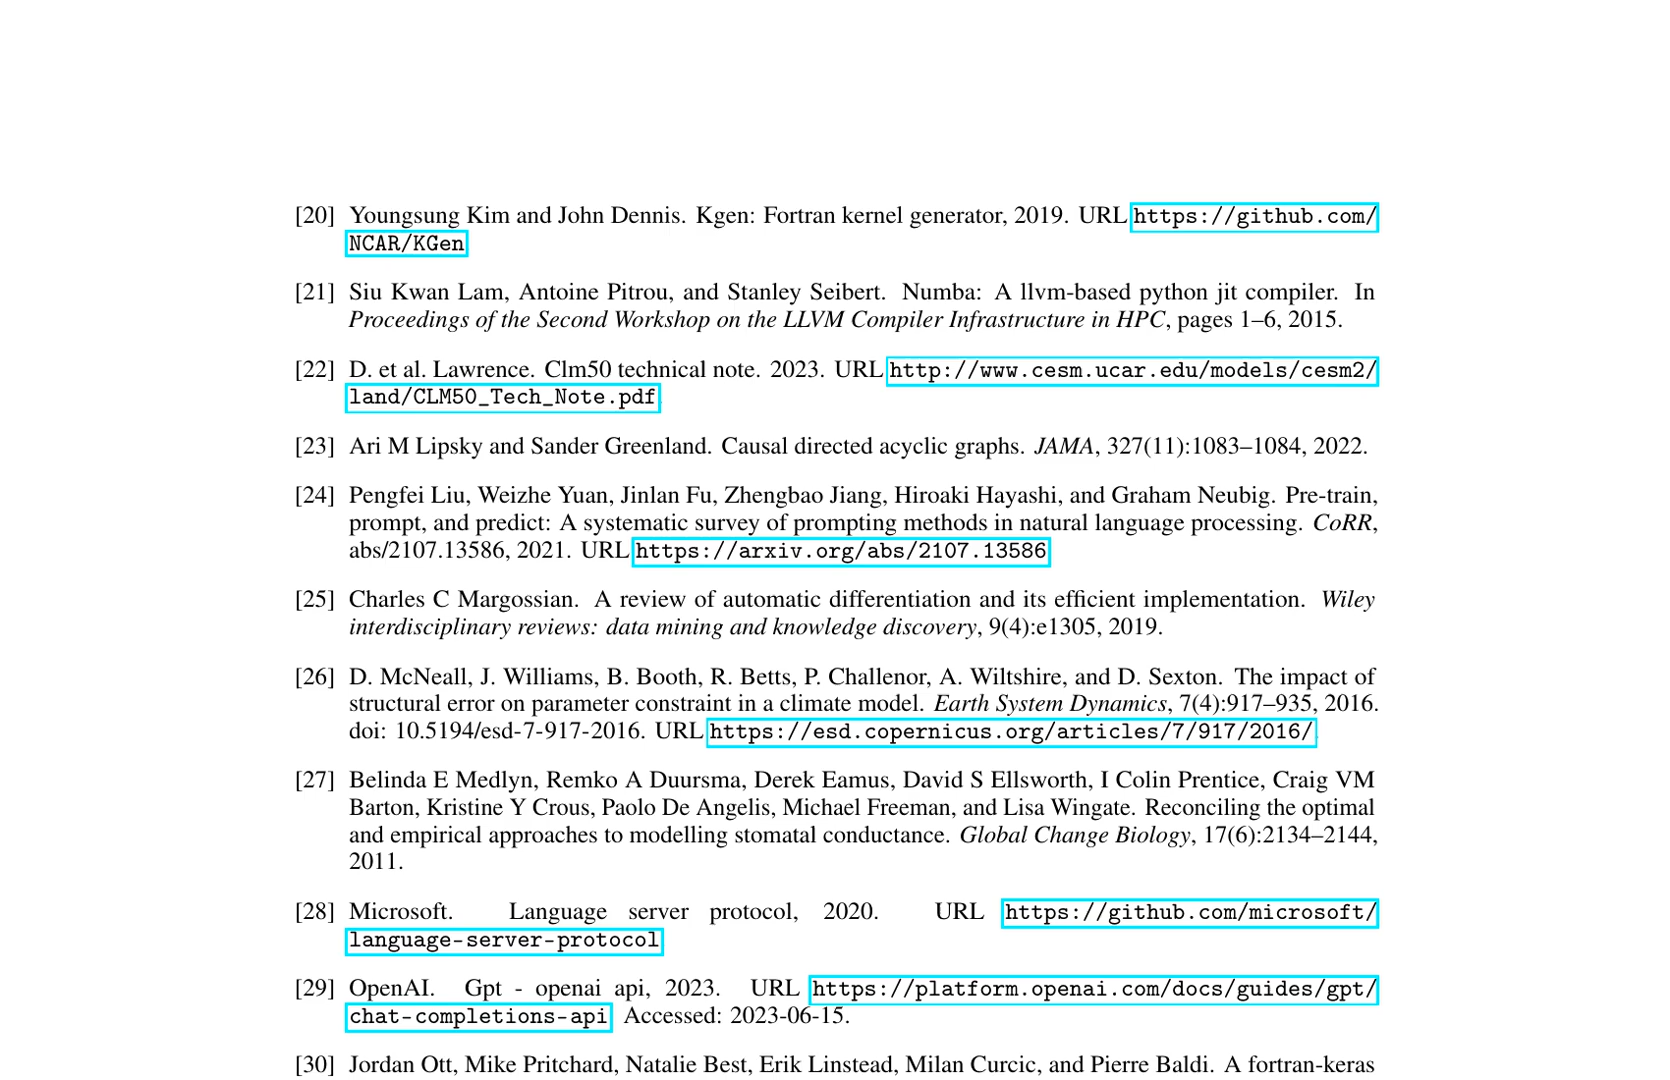 [20] Youngsung Kim and John Dennis. Kgen: Fortran kernel generator, 2019. URL https://github.com/
NCAR/KGen
[21] Siu Kwan Lam, Antoine Pitrou, and Stanley Seibert. Numba: A llvm-based python jit compiler. In
Proceedings of the Second Workshop on the LLVM Compiler Infrastructure in HPC, pages 1–6, 2015.
[22] D. et al. Lawrence. Clm50 technical note. 2023. URL http://www.cesm.ucar.edu/models/cesm2/
land/CLM50_Tech_Note.pdf
[23] Ari M Lipsky and Sander Greenland. Causal directed acyclic graphs. JAMA, 327(11):1083–1084, 2022.
[24] Pengfei Liu, Weizhe Yuan, Jinlan Fu, Zhengbao Jiang, Hiroaki Hayashi, and Graham Neubig. Pre-train,
prompt, and predict: A systematic survey of prompting methods in natural language processing. CoRR,
abs/2107.13586, 2021. URL https://arxiv.org/abs/2107.13586
[25] Charles C Margossian. A review of automatic differentiation and its efficient implementation. Wiley
interdisciplinary reviews: data mining and knowledge discovery, 9(4):e1305, 2019.
[26] D. McNeall, J. Williams, B. Booth, R. Betts, P. Challenor, A. Wiltshire, and D. Sexton. The impact of
structural error on parameter constraint in a climate model. Earth System Dynamics, 7(4):917–935, 2016.
doi: 10.5194/esd-7-917-2016. URL https://esd.copernicus.org/articles/7/917/2016/
[27] Belinda E Medlyn, Remko A Duursma, Derek Eamus, David S Ellsworth, I Colin Prentice, Craig VM
Barton, Kristine Y Crous, Paolo De Angelis, Michael Freeman, and Lisa Wingate. Reconciling the optimal
and empirical approaches to modelling stomatal conductance. Global Change Biology, 17(6):2134–2144,
2011.
[28] Microsoft. Language server protocol, 2020. URL https://github.com/microsoft/
language-server-protocol
[29] OpenAI. Gpt - openai api, 2023. URL https://platform.openai.com/docs/guides/gpt/
chat-completions-api Accessed: 2023-06-15.
[30] Jordan Ott, Mike Pritchard, Natalie Best, Erik Linstead, Milan Curcic, and Pierre Baldi. A fortran-keras